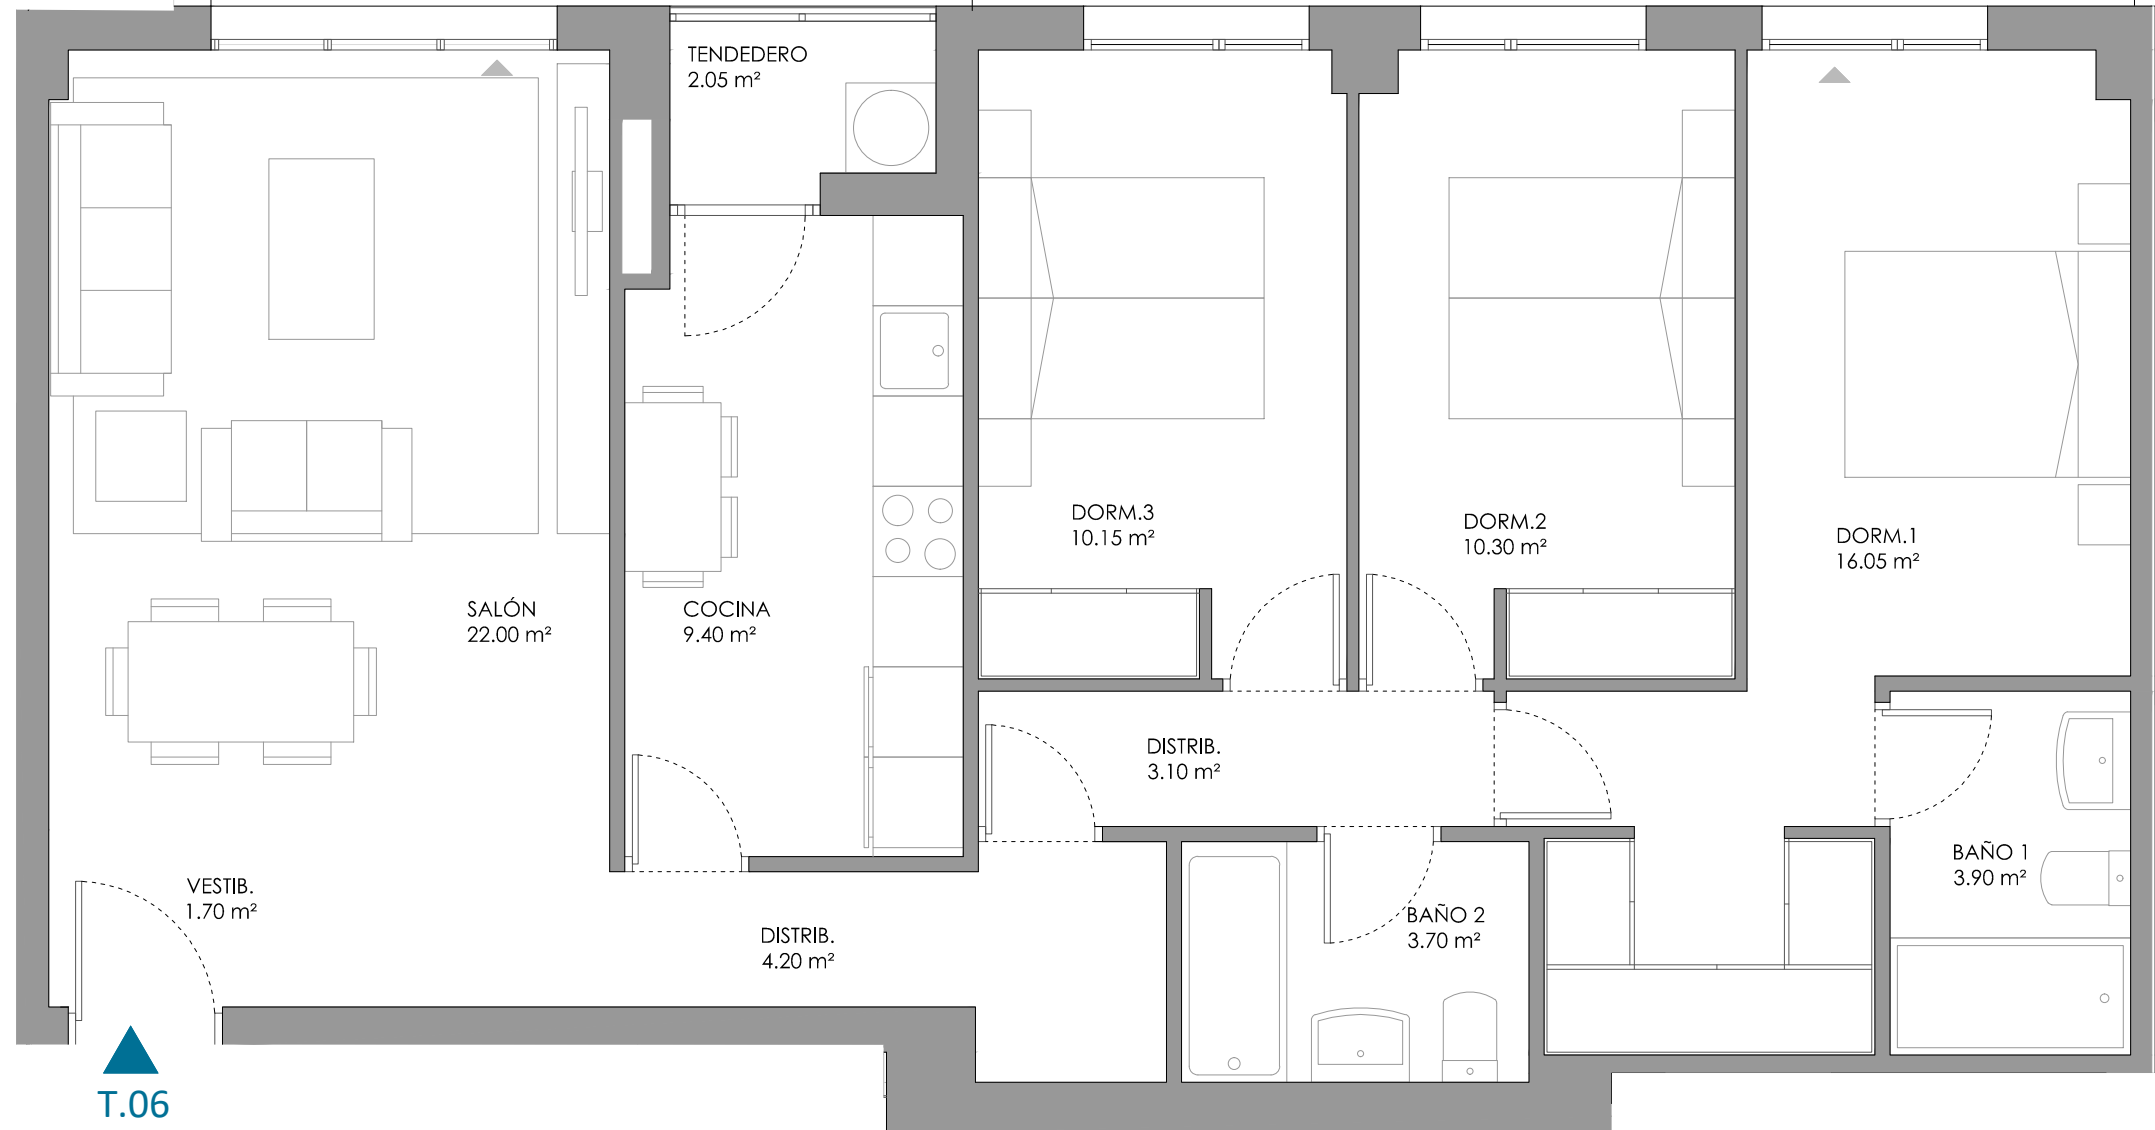 TENDEDERO
2.05 m²
DORM.3
10.15 m²
DORM.2
10.30 m²
DORM.1
16.05 m²
SALÓN
22.00 m²
COCINA
9.40 m²
DISTRIB.
3.10 m²
BAÑO 1
3.90 m²
VESTIB.
1.70 m²
BAÑO 2
3.70 m²
DISTRIB.
4.20 m²
T.06